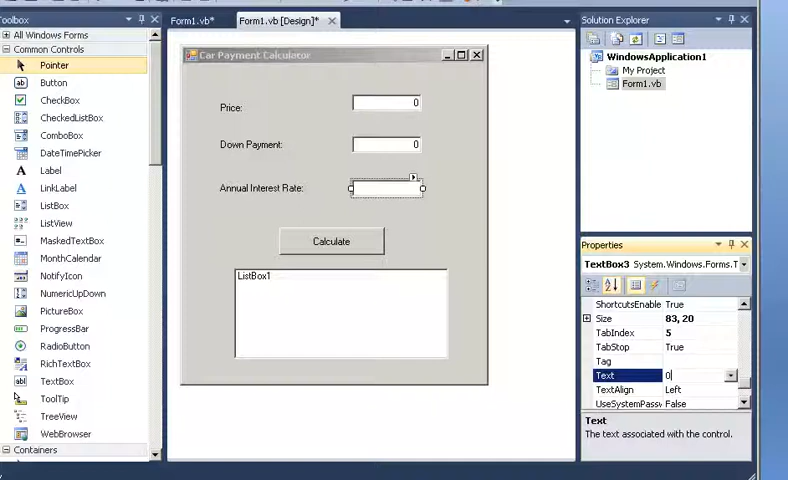 Toolbox
All Windows Forms
Common Controls
Pointer
Button
CheckBox
CheckedListBox
ComboBox
DateTimePicker
Label
LinkLabel
ListBox
ListView
MaskedTextBox
MonthCalendar
NotifyIcon
NumericUpDown
PictureBox
ProgressBar
RadioButton
RichTextBox
TextBox
ToolTip
TreeView
WebBrowser
Containers
Form1.vb*
Form1.vb [Design]*
Car Payment Calculator
Price:
0
Down Payment:
0
Annual Interest Rate:
Calculate
ListBox1
Solution Explorer
WindowsApplication1
My Project
Form1.vb
Properties
TextBox3 System.Windows.Forms.T
ShortcutsEnable True
Size 83, 20
TabIndex 5
TabStop True
Tag
Text 0
TextAlign Left
UseSystemPassw False
Text
The text associated with the control.